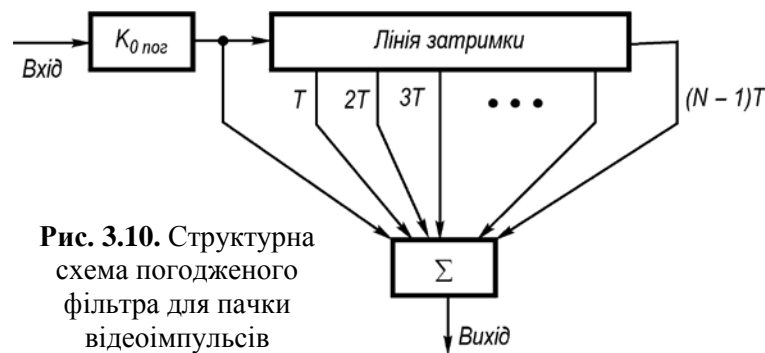 Вхід
K0 пог
Лінія затримки
T
2T
3T
• • •
(N – 1)T
Σ
Вихід
Рис. 3.10. Структурна
схема погодженого
фільтра для пачки
відеоімпульсів